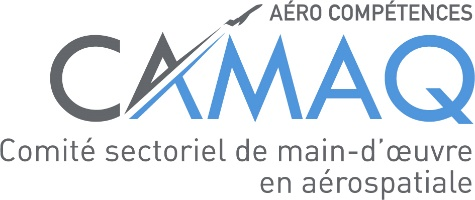 AÉRO COMPÉTENCES
CAMAQ
Comité sectoriel de main-d'œuvre
en aérospatiale